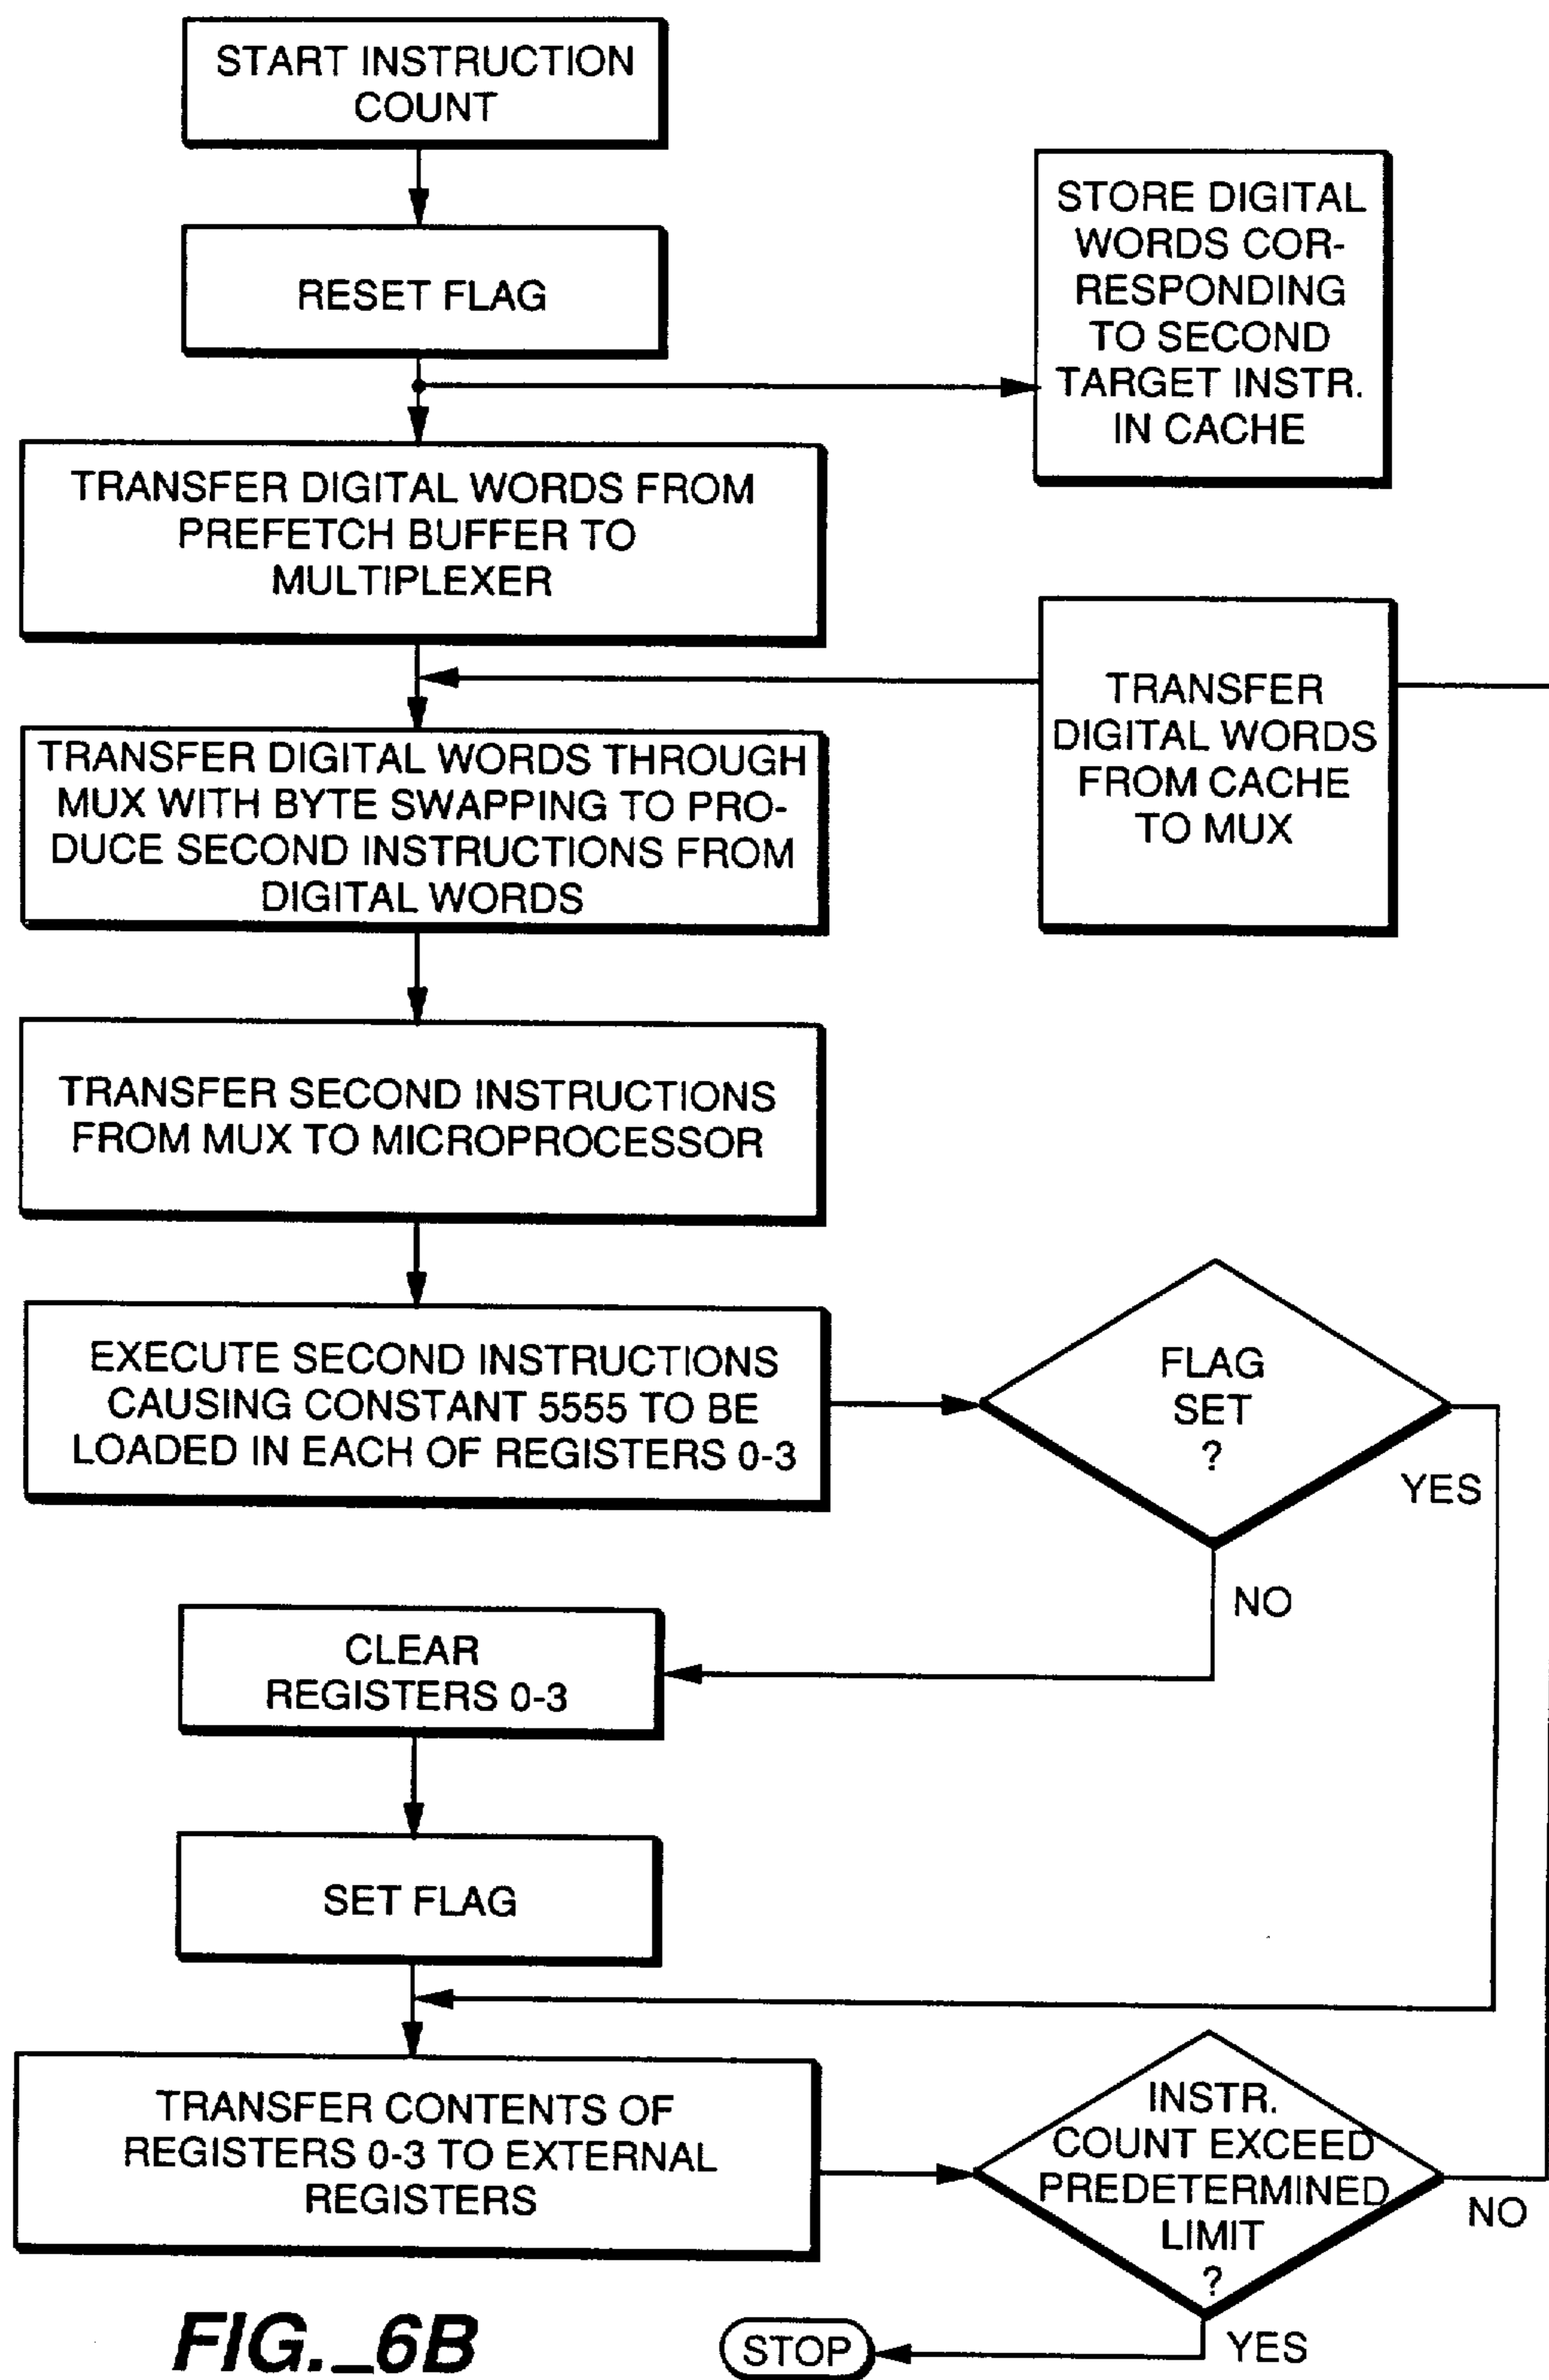 START INSTRUCTION
COUNT
RESET FLAG
STORE DIGITAL
WORDS COR-
RESPONDING
TO SECOND
TARGET INSTR.
IN CACHE
TRANSFER DIGITAL WORDS FROM
PREFETCH BUFFER TO
MULTIPLEXER
TRANSFER
DIGITAL WORDS
FROM CACHE
TO MUX
TRANSFER DIGITAL WORDS THROUGH
MUX WITH BYTE SWAPPING TO PRO-
DUCE SECOND INSTRUCTIONS FROM
DIGITAL WORDS
TRANSFER SECOND INSTRUCTIONS
FROM MUX TO MICROPROCESSOR
EXECUTE SECOND INSTRUCTIONS
CAUSING CONSTANT 5555 TO BE
LOADED IN EACH OF REGISTERS 0-3
FLAG
SET
?
YES
NO
CLEAR
REGISTERS 0-3
SET FLAG
TRANSFER CONTENTS OF
REGISTERS 0-3 TO EXTERNAL
REGISTERS
INSTR.
COUNT EXCEED
PREDETERMINED
LIMIT
?
NO
YES
STOP
FIG._6B